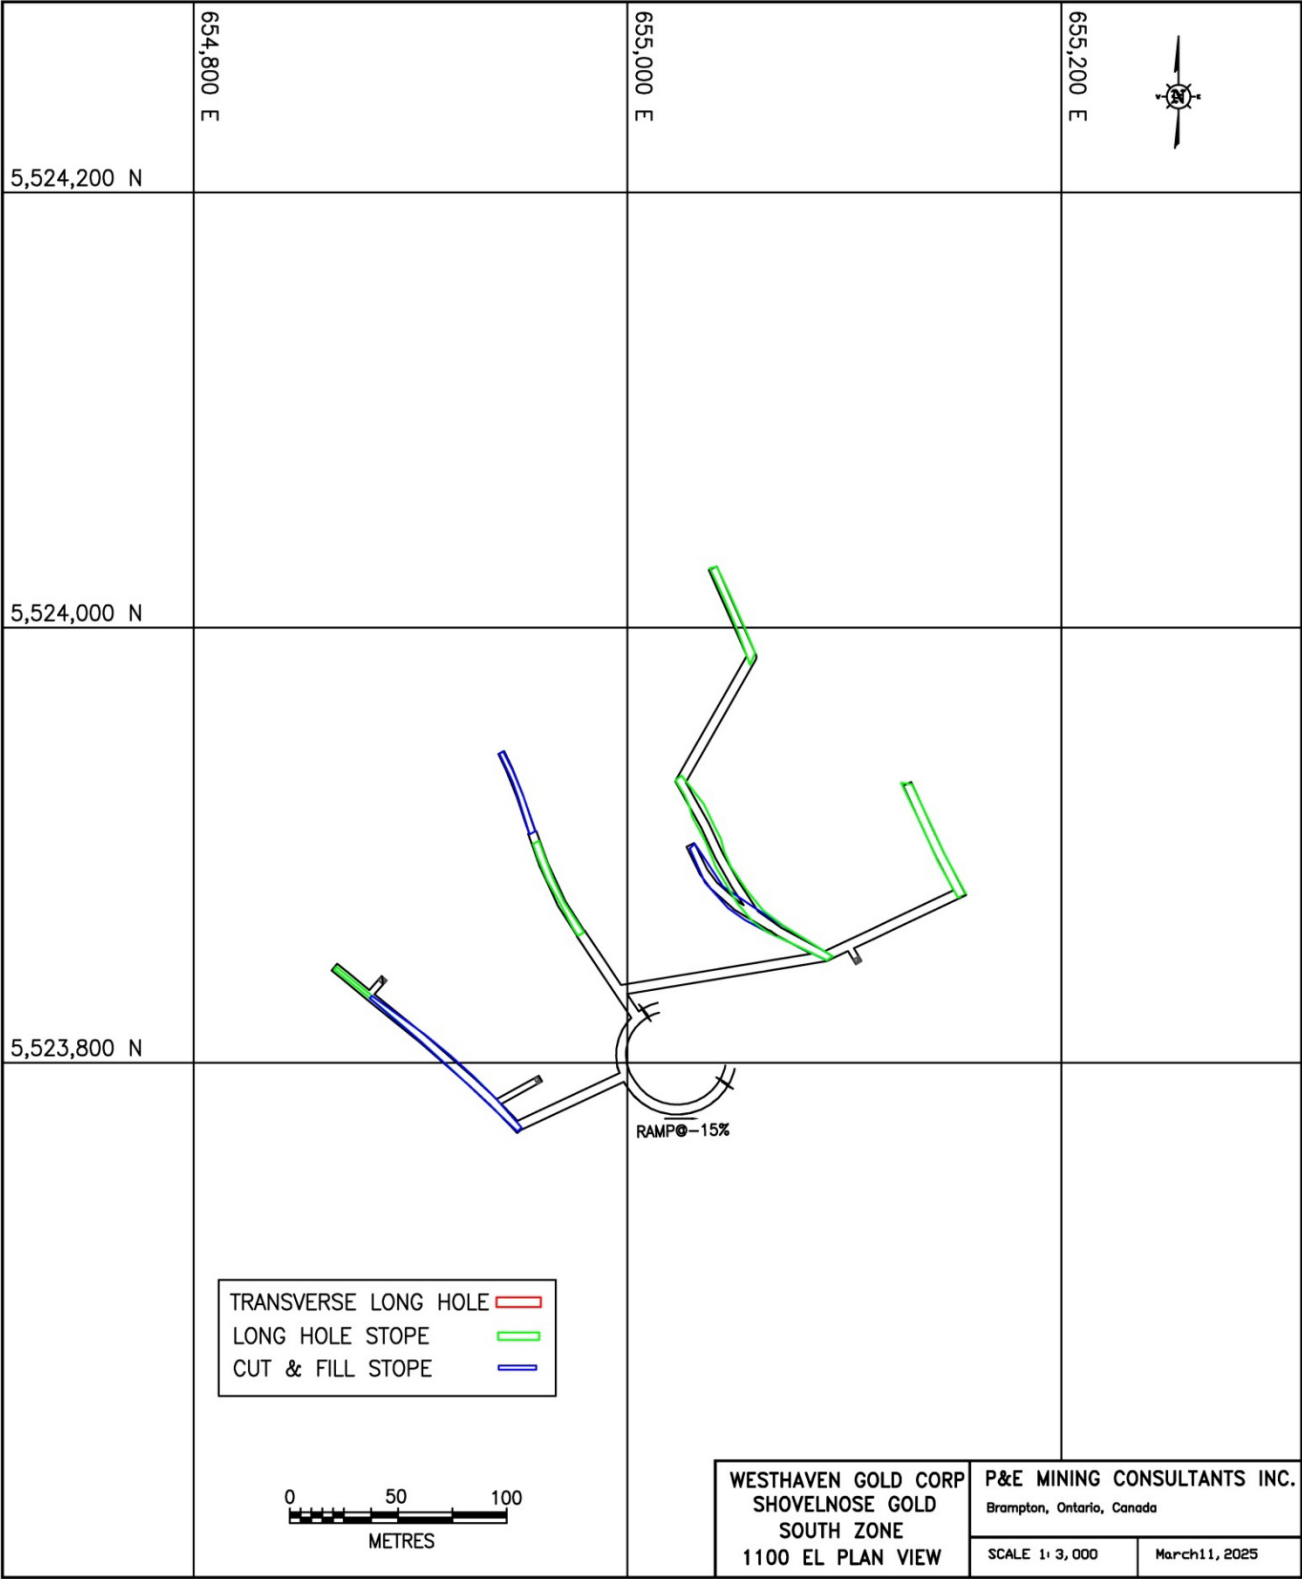 654,800 E
655,000 E
655,200 E
N
5,524,200 N
5,524,000 N
5,523,800 N
RAMP@-15%
TRANSVERSE LONG HOLE
LONG HOLE STOPE
CUT & FILL STOPE
0 50 100
METRES
WESTHAVEN GOLD CORP
SHOVELNOSE GOLD
SOUTH ZONE
1100 EL PLAN VIEW
P&E MINING CONSULTANTS INC.
Brampton, Ontario, Canada
SCALE 1:3,000
March11,2025